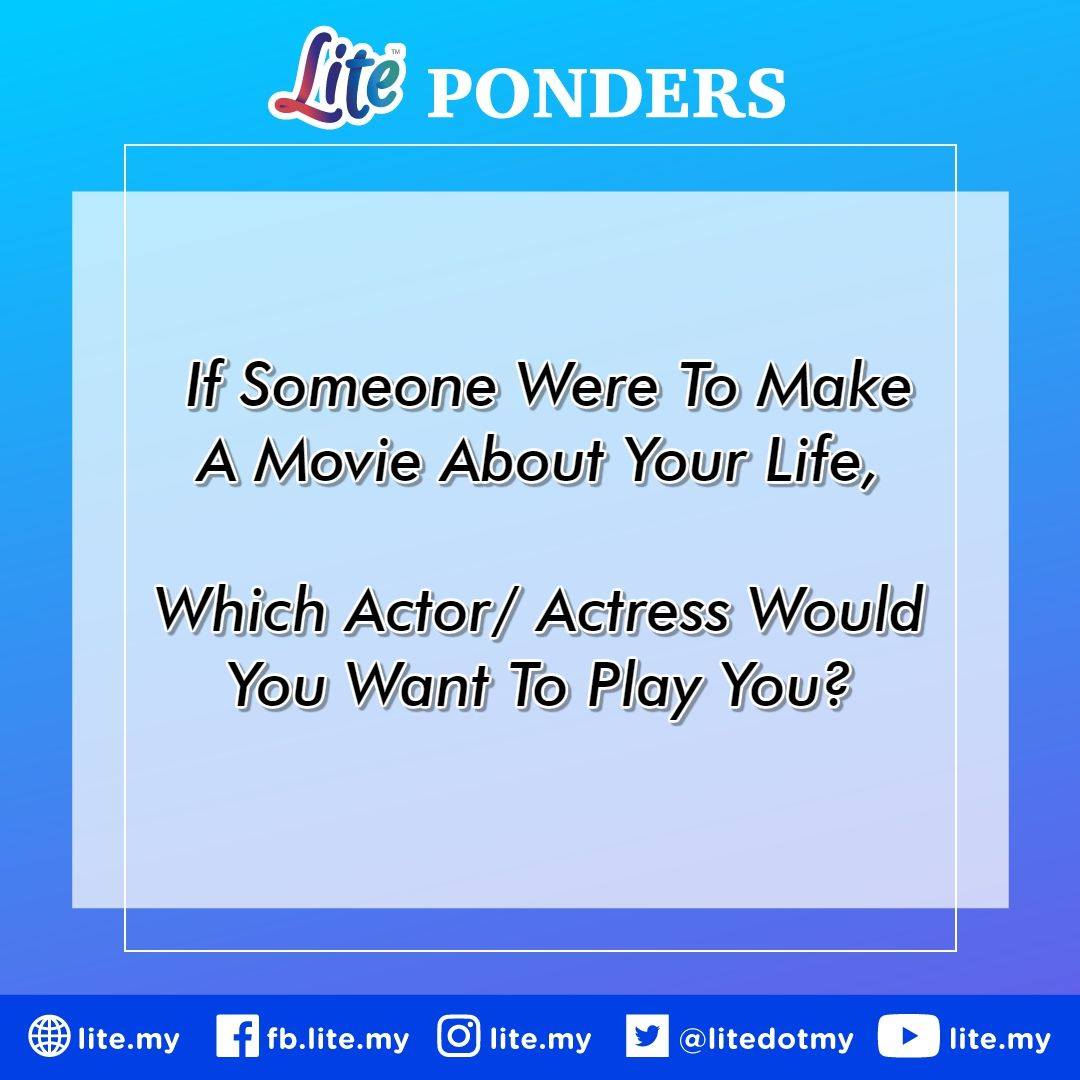 Lite™ PONDERS
If Someone Were To Make
A Movie About Your Life,
Which Actor/ Actress Would
You Want To Play You?
lite.my fb.lite.my lite.my @litedotmy lite.my